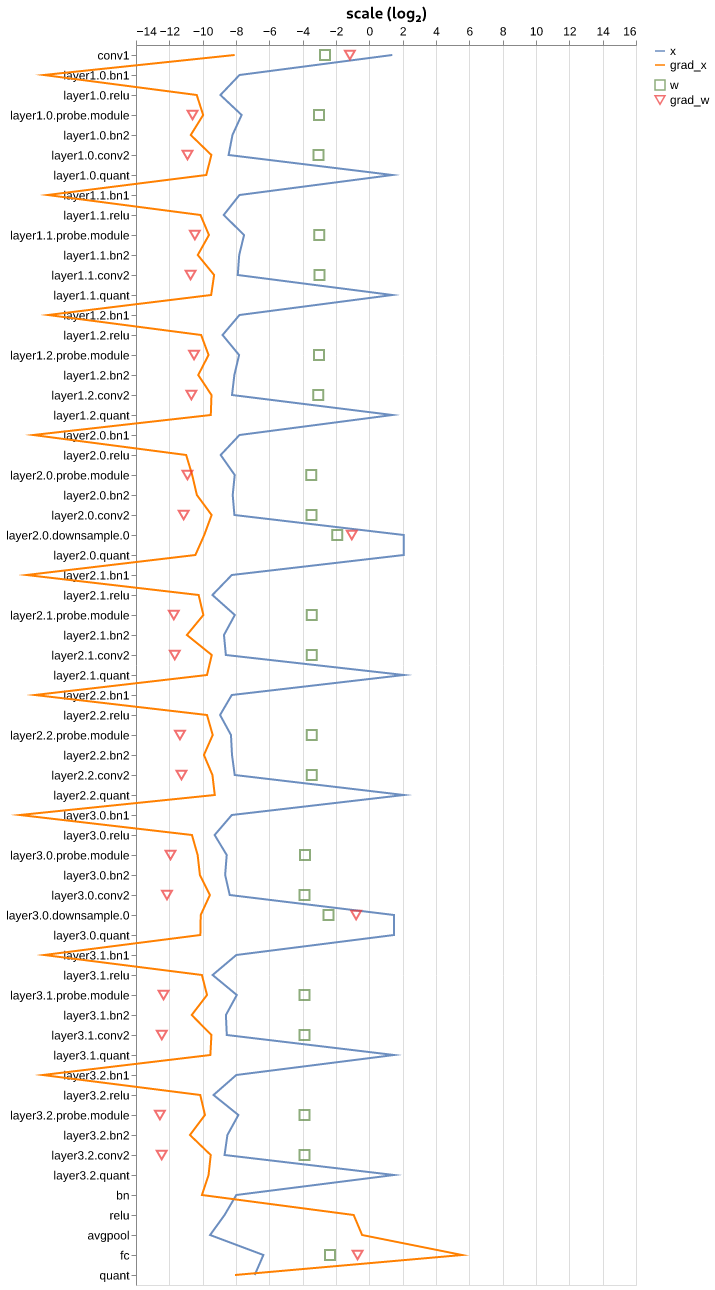 scale (log₂)
−14 −12 −10 −8 −6 −4 −2 0 2 4 6 8 10 12 14 16
x
grad_x
w
grad_w
conv1
layer1.0.bn1
layer1.0.relu
layer1.0.probe.module
layer1.0.bn2
layer1.0.conv2
layer1.0.quant
layer1.1.bn1
layer1.1.relu
layer1.1.probe.module
layer1.1.bn2
layer1.1.conv2
layer1.1.quant
layer1.2.bn1
layer1.2.relu
layer1.2.probe.module
layer1.2.bn2
layer1.2.conv2
layer1.2.quant
layer2.0.bn1
layer2.0.relu
layer2.0.probe.module
layer2.0.bn2
layer2.0.conv2
layer2.0.downsample.0
layer2.0.quant
layer2.1.bn1
layer2.1.relu
layer2.1.probe.module
layer2.1.bn2
layer2.1.conv2
layer2.1.quant
layer2.2.bn1
layer2.2.relu
layer2.2.probe.module
layer2.2.bn2
layer2.2.conv2
layer2.2.quant
layer3.0.bn1
layer3.0.relu
layer3.0.probe.module
layer3.0.bn2
layer3.0.conv2
layer3.0.downsample.0
layer3.0.quant
layer3.1.bn1
layer3.1.relu
layer3.1.probe.module
layer3.1.bn2
layer3.1.conv2
layer3.1.quant
layer3.2.bn1
layer3.2.relu
layer3.2.probe.module
layer3.2.bn2
layer3.2.conv2
layer3.2.quant
bn
relu
avgpool
fc
quant